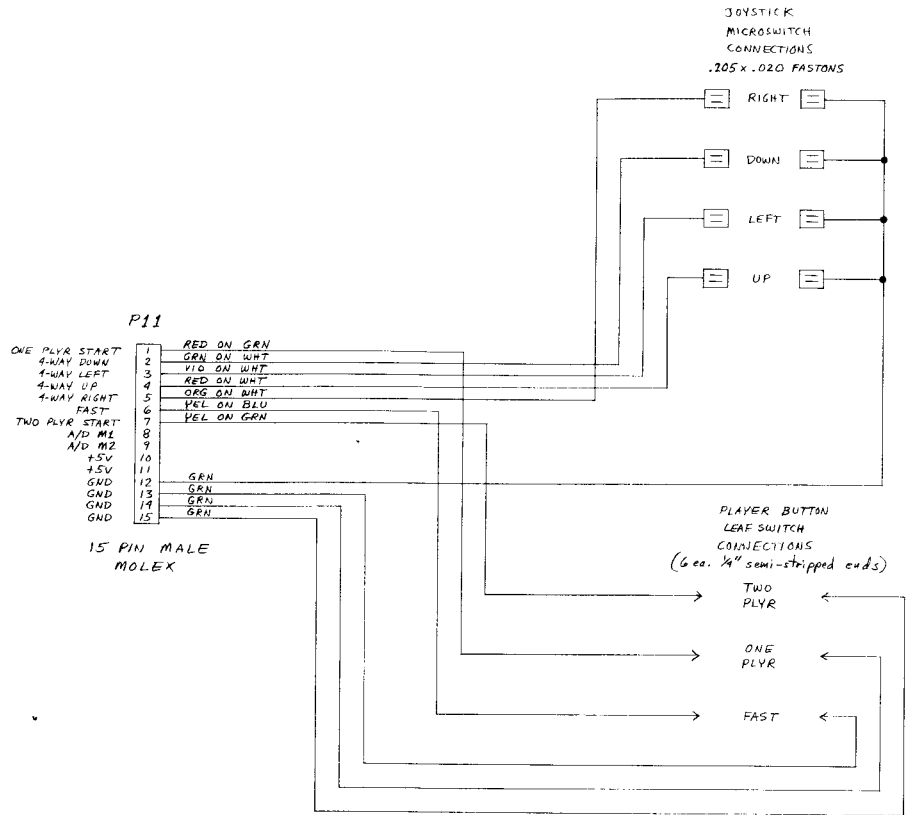 JOYSTICK
MICROSWITCH
CONNECTIONS
.205 x .020 FASTONS
RIGHT
DOWN
LEFT
UP
P11
ONE PLYR START 1 RED ON GRN
4-WAY DOWN 2 GRN ON WHT
4-WAY LEFT 3 VIO ON WHT
4-WAY UP 4 RED ON WHT
4-WAY RIGHT 5 ORG ON WHT
FAST 6 YEL ON BLU
TWO PLYR START 7 YEL ON GRN
A/D M1 8
A/D M2 9
+5V 10
+5V 11
GND 12 GRN
GND 13 GRN
GND 14 GRN
GND 15 GRN
15 PIN MALE
MOLEX
PLAYER BUTTON
LEAF SWITCH
CONNECTIONS
(6 ea. 1/4" semi-stripped ends)
TWO
PLYR
ONE
PLYR
FAST